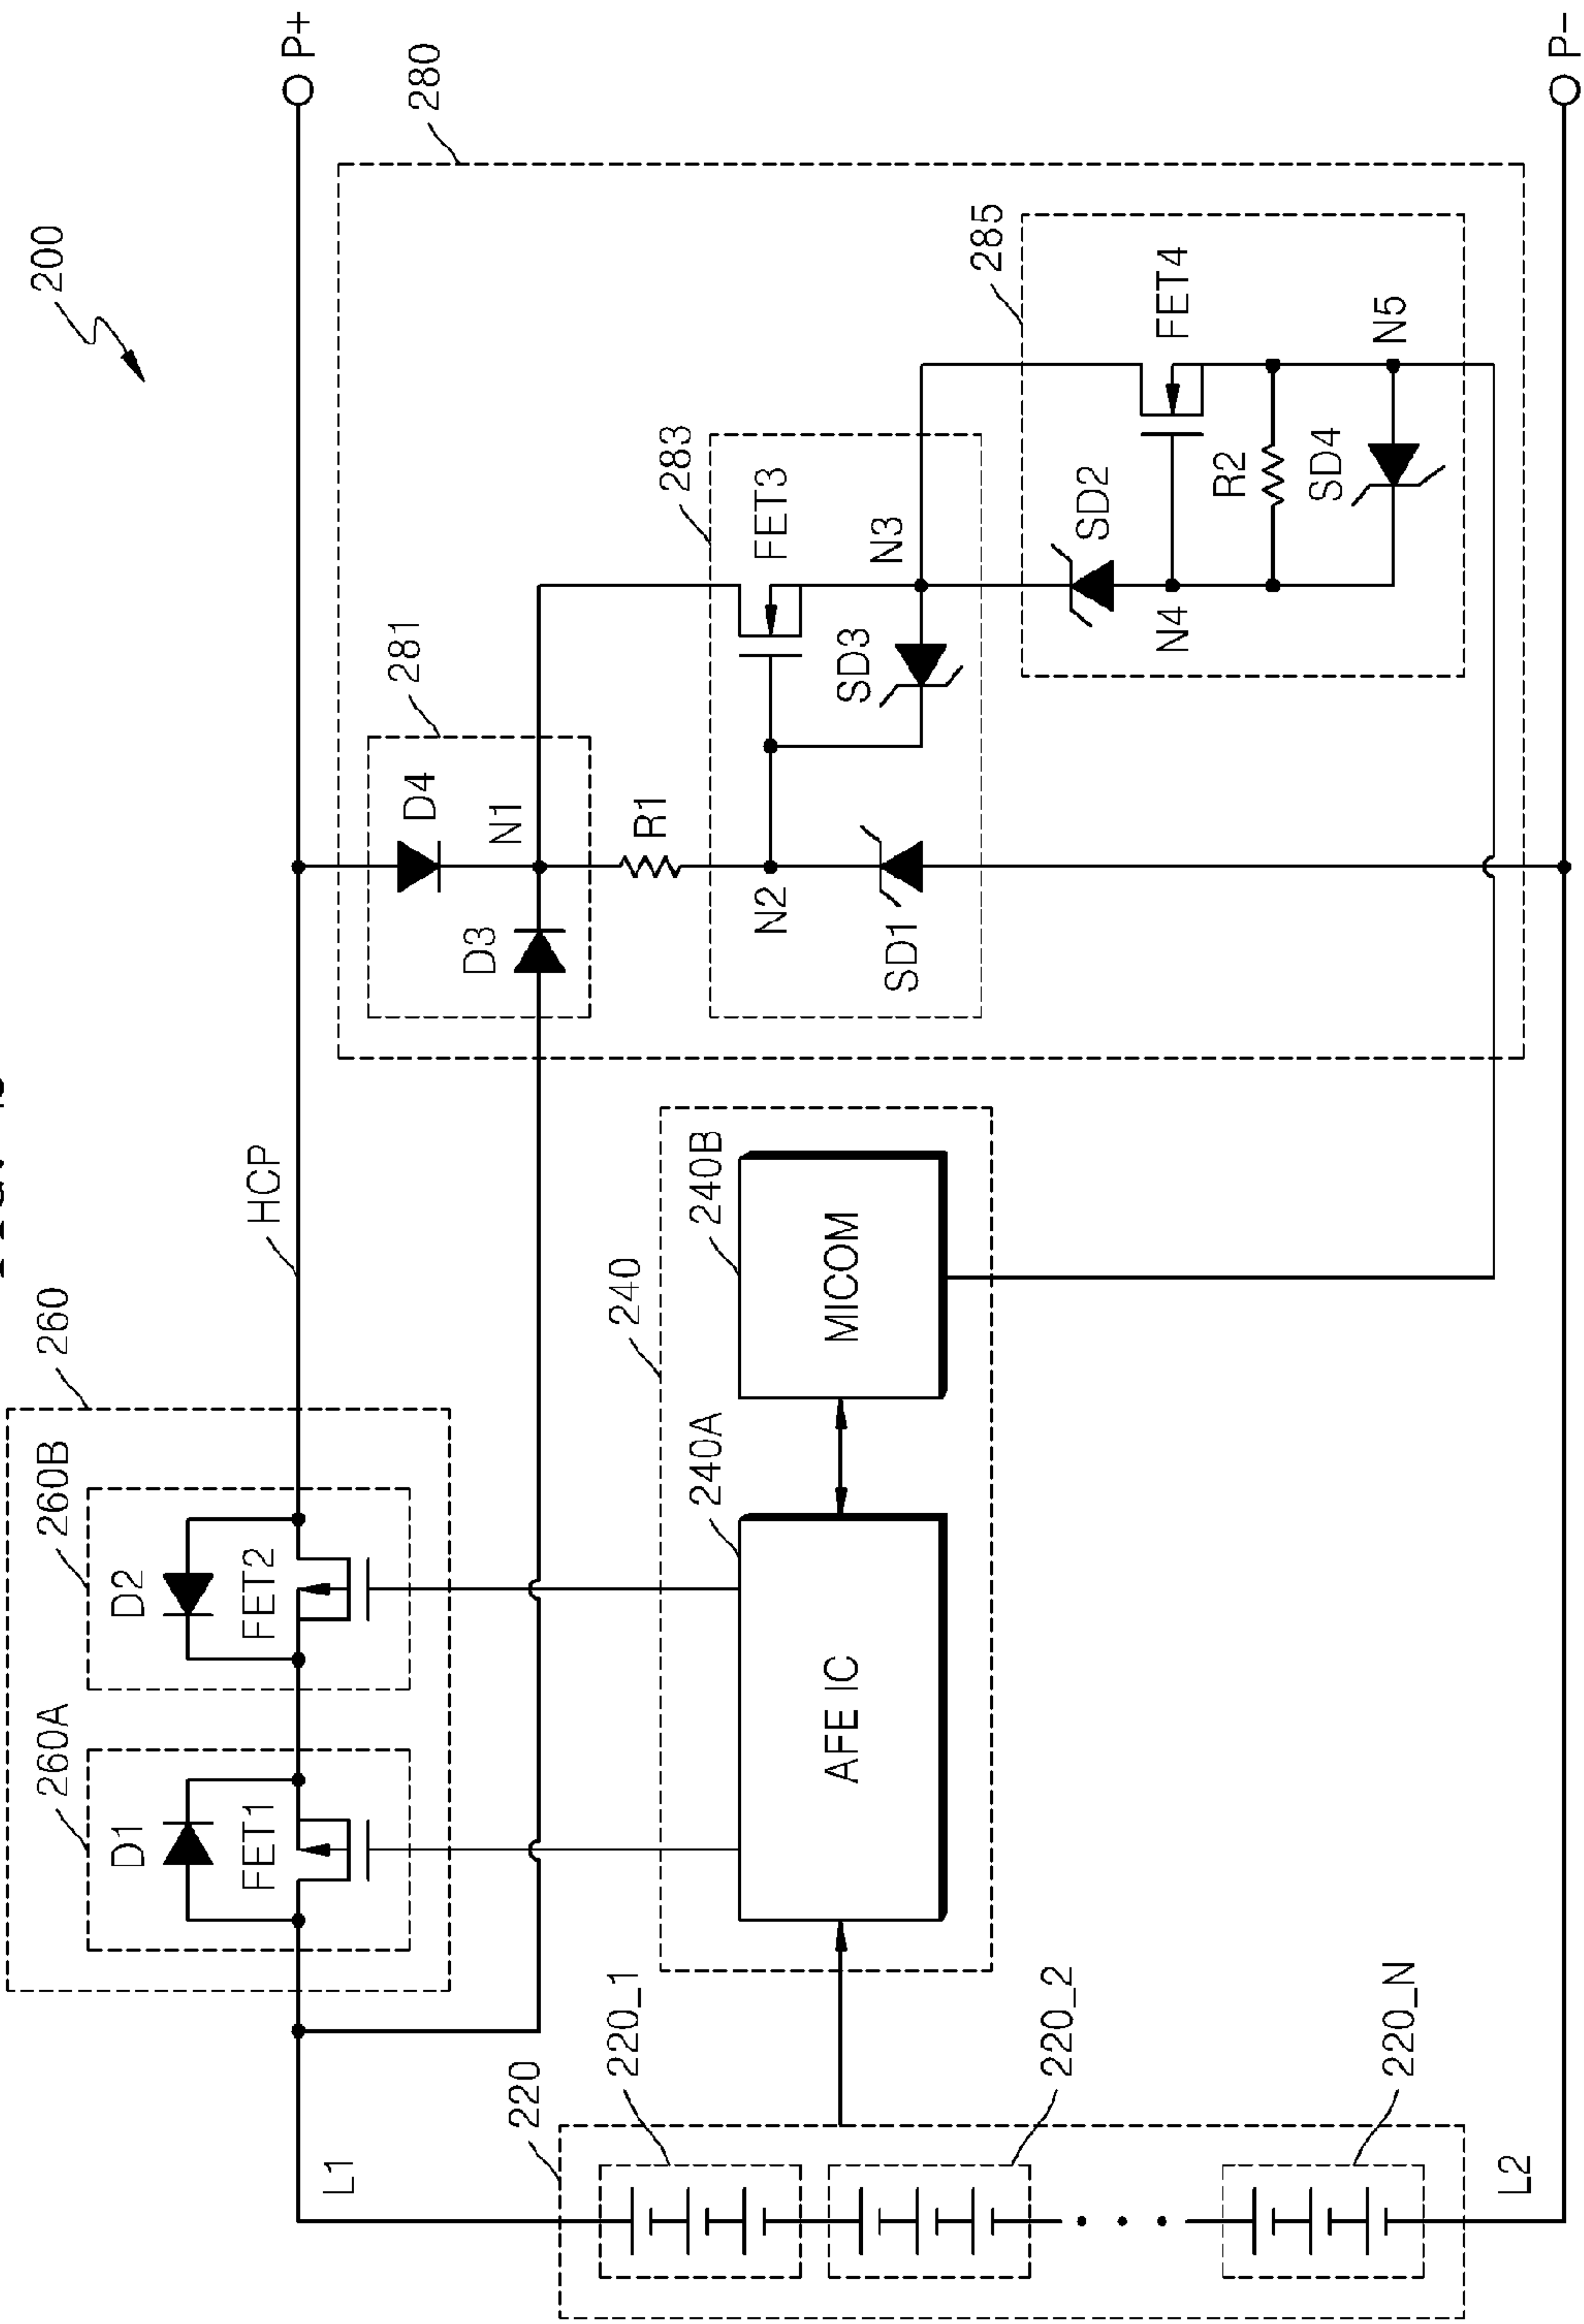 200
P+
HCP
260
260B
260A
D2
D1
FET2
FET1
280
281
D4
N1
D3
R1
283
FET3
N3
SD3
N2
SD1
285
FET4
SD2
N4
R2
SD4
N5
240
240B
240A
MICOM
AFE IC
L1
220
220_1
220_2
220_N
L2
P-